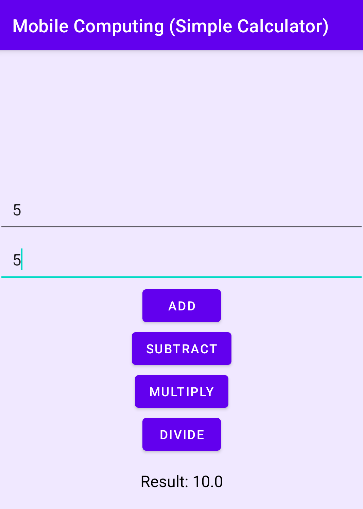 Mobile Computing (Simple Calculator)
5
5
ADD
SUBTRACT
MULTIPLY
DIVIDE
Result: 10.0